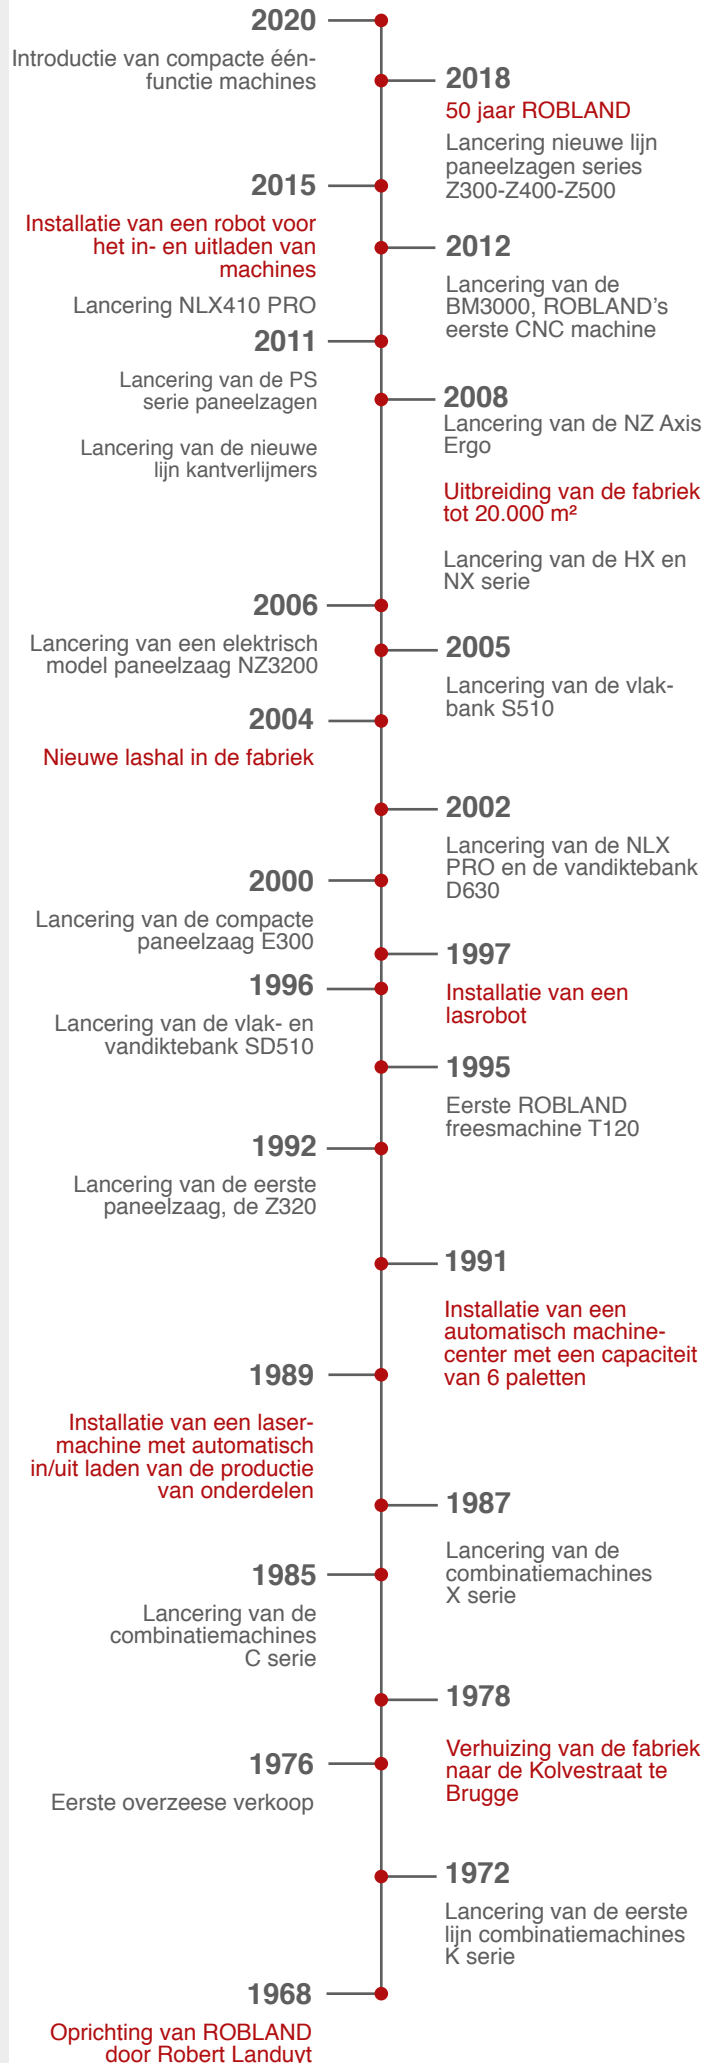 2020
Introductie van compacte één-
functie machines
2018
50 jaar ROBLAND
Lancering nieuwe lijn
paneelzagen series
Z300-Z400-Z500
2015
Installatie van een robot voor
het in- en uitladen van
machines
Lancering NLX410 PRO
2012
Lancering van de
BM3000, ROBLAND's
eerste CNC machine
2011
Lancering van de PS
serie paneelzagen
Lancering van de nieuwe
lijn kantverlijmers
2008
Lancering van de NZ Axis
Ergo
Uitbreiding van de fabriek
tot 20.000 m²
Lancering van de HX en
NX serie
2006
Lancering van een elektrisch
model paneelzaag NZ3200
2005
Lancering van de vlak-
bank S510
2004
Nieuwe lashal in de fabriek
2002
Lancering van de NLX
PRO en de vandiktebank
D630
2000
Lancering van de compacte
paneelzaag E300
1997
Installatie van een
lasrobot
1996
Lancering van de vlak- en
vandiktebank SD510
1995
Eerste ROBLAND
freesmachine T120
1992
Lancering van de eerste
paneelzaag, de Z320
1991
Installatie van een
automatisch machine-
center met een capaciteit
van 6 paletten
1989
Installatie van een laser-
machine met automatisch
in/uit laden van de productie
van onderdelen
1987
Lancering van de
combinatiemachines
X serie
1985
Lancering van de
combinatiemachines
C serie
1978
Verhuizing van de fabriek
naar de Kolvestraat te
Brugge
1976
Eerste overzeese verkoop
1972
Lancering van de eerste
lijn combinatiemachines
K serie
1968
Oprichting van ROBLAND
door Robert Landuyt